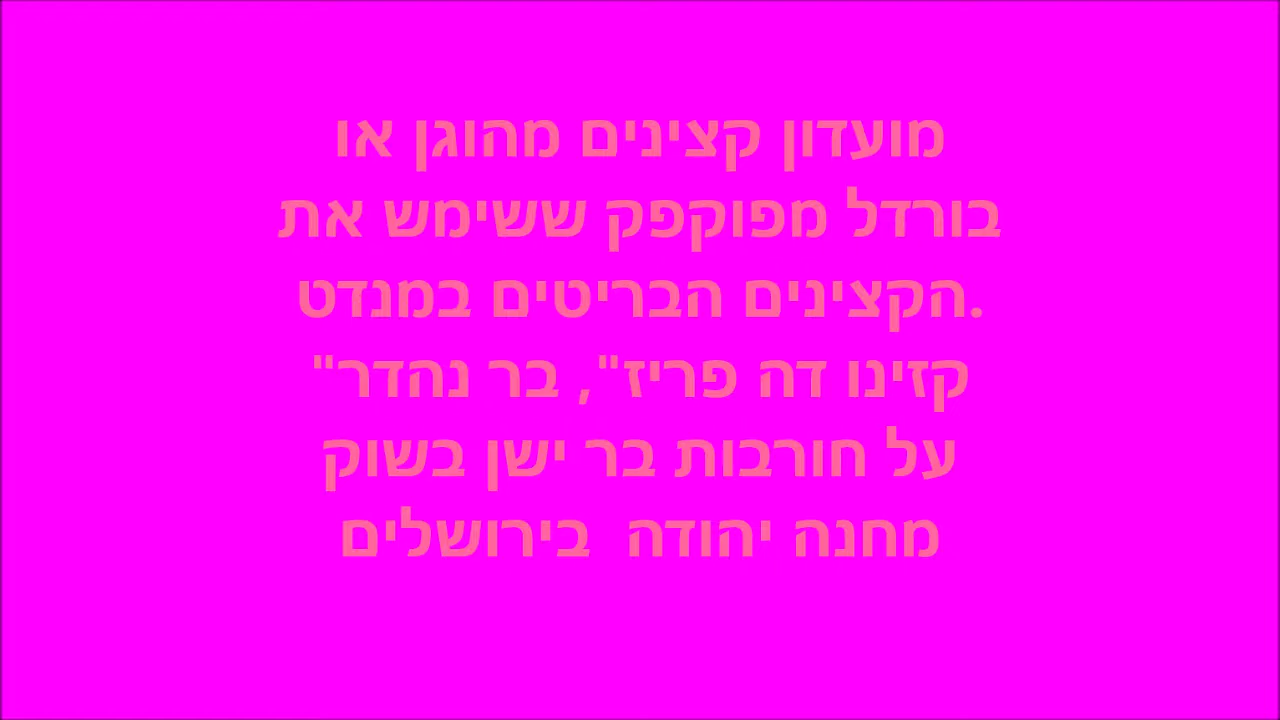 מועדון קצינים מהוגן או
בורדל מפוקפק ששימש את
הקצינים הבריטים במנדט.
"קזינו דה פריז", בר נהדר
על חורבות בר ישן בשוק
מחנה יהודה  בירושלים